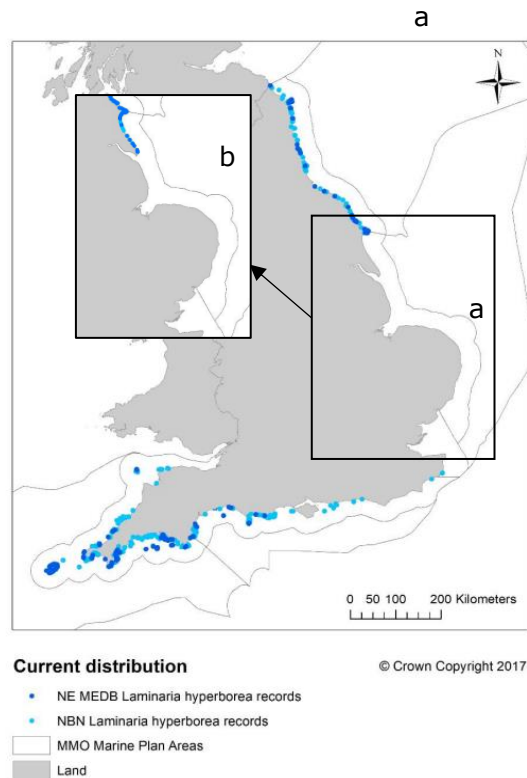 a
N
b
a
0 50 100 200 Kilometers
Current distribution © Crown Copyright 2017
NE MEDB Laminaria hyperborea records
NBN Laminaria hyperborea records
MMO Marine Plan Areas
Land